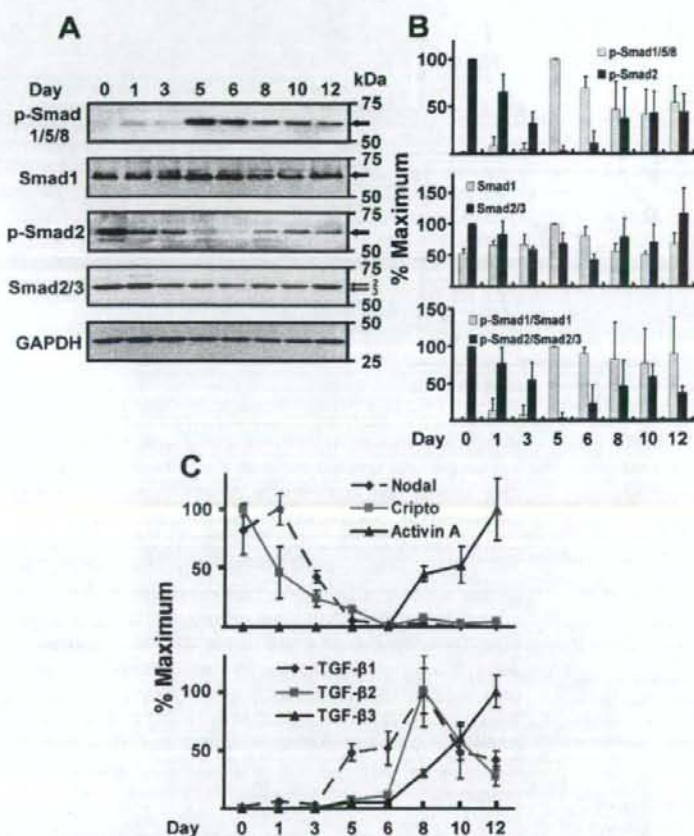 A
Day 0 1 3 5 6 8 10 12 kDa
p-Smad 1/5/8
75
50
Smad1
75
50
p-Smad2
75
50
Smad2/3
75
50
GAPDH
50
25
B
% Maximum
100
50
p-Smad1/5/8
p-Smad2
150
100
50
Smad1
Smad2/3
150
100
50
p-Smad1/Smad1
p-Smad2/Smad2/3
Day 0 1 3 5 6 8 10 12
C
% Maximum
100
50
Nodal
Cripto
Activin A
100
50
TGF-β1
TGF-β2
TGF-β3
Day 0 1 3 5 6 8 10 12